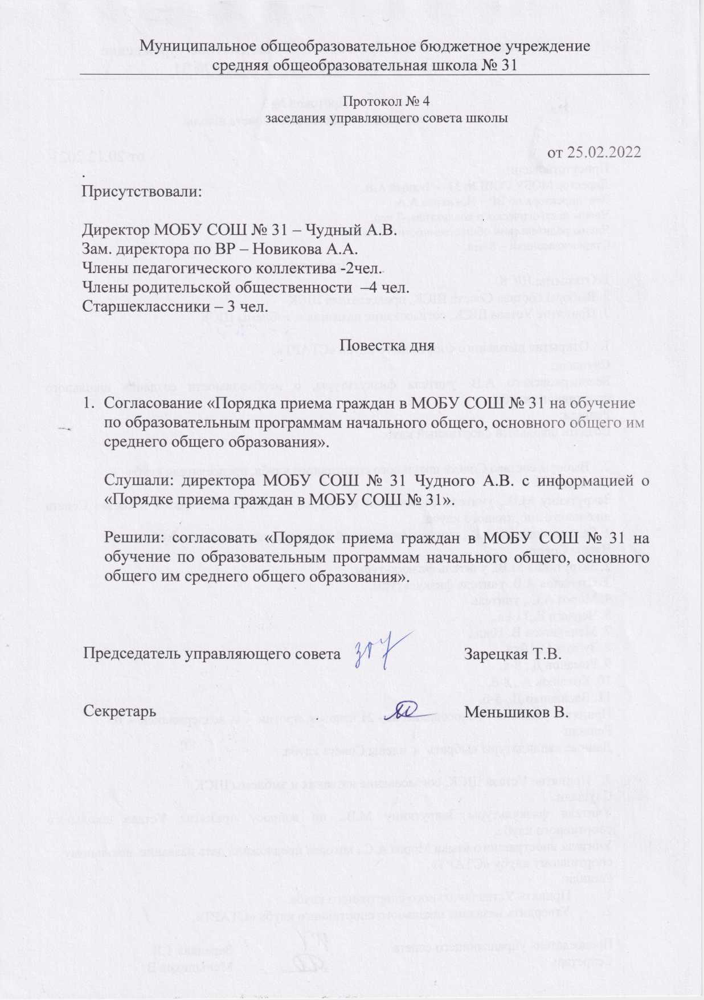 Муниципальное общеобразовательное бюджетное учреждение
средняя общеобразовательная школа № 31
Протокол № 4
заседания управляющего совета школы
от 25.02.2022
.
Присутствовали:
Директор МОБУ СОШ № 31 – Чудный А.В.
Зам. директора по ВР – Новикова А.А.
Члены педагогического коллектива -2чел.
Члены родительской общественности –4 чел.
Старшеклассники – 3 чел.
Повестка дня
1. Согласование «Порядка приема граждан в МОБУ СОШ № 31 на обучение
по образовательным программам начального общего, основного общего им
среднего общего образования».
Слушали: директора МОБУ СОШ № 31 Чудного А.В. с информацией о
«Порядке приема граждан в МОБУ СОШ № 31».
Решили: согласовать «Порядок приема граждан в МОБУ СОШ № 31 на
обучение по образовательным программам начального общего, основного
общего им среднего общего образования».
Председатель управляющего совета Зарецкая Т.В.
Секретарь Меньшиков В.